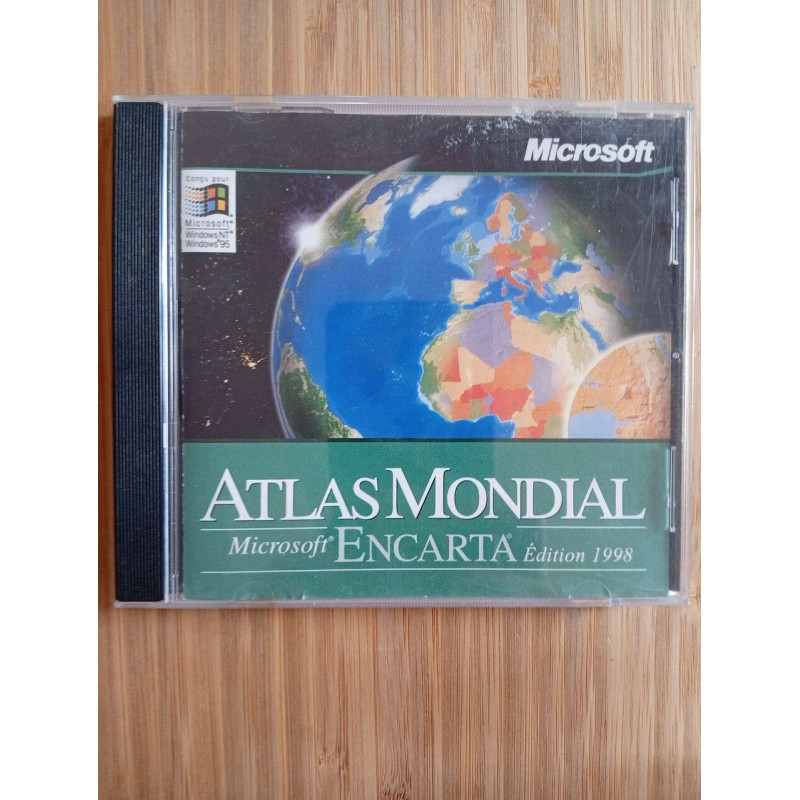 Microsoft
Conçu pour
Microsoft®
Windows NT®
Windows®95
ATLAS MONDIAL
Microsoft® ENCARTA® Édition 1998